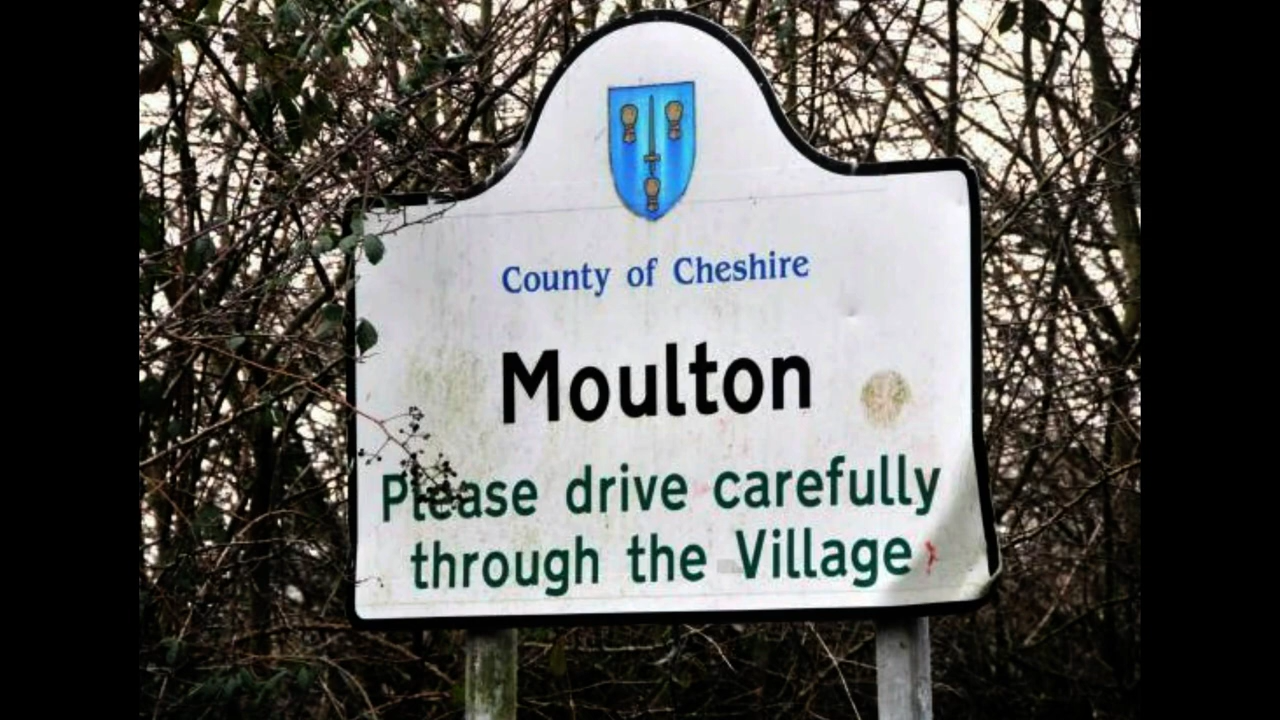 County of Cheshire
Moulton
Please drive carefully
through the Village